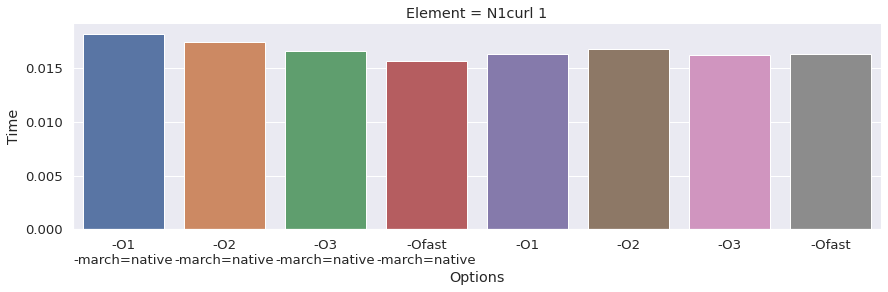 Element = N1curl 1
Time
0.015
0.010
0.005
0.000
-O1 -O2 -O3 -Ofast -O1 -O2 -O3 -Ofast
-march=native -march=native -march=native -march=native
Options